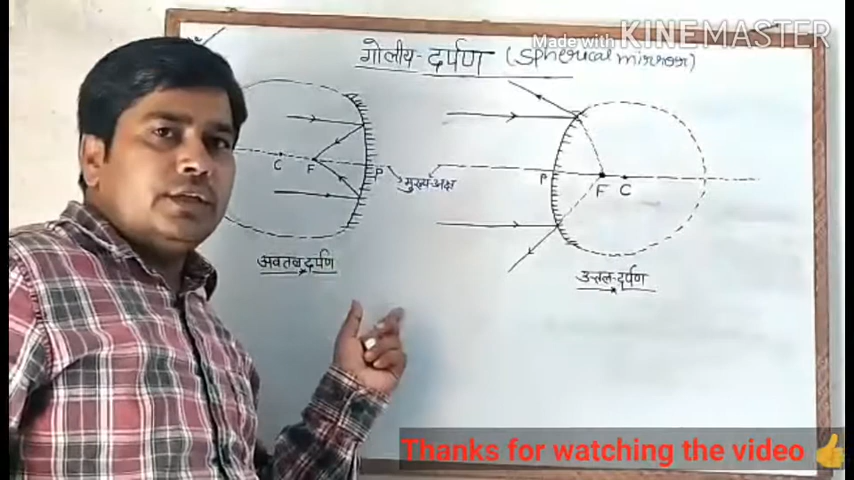 Made with KINEMASTER
गोलीय-दर्पण (Spherical mirror)
C F P
मुख्य-अक्ष
P F C
अवतल दर्पण
उत्तल-दर्पण
Thanks for watching the video 👍